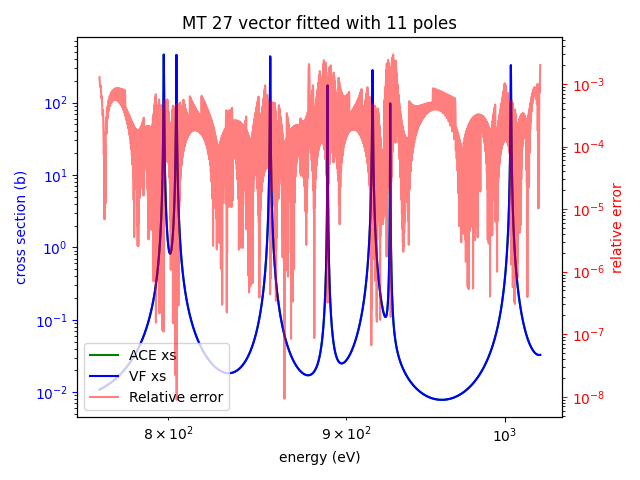 MT 27 vector fitted with 11 poles
cross section (b)
10²
10¹
10⁰
10⁻¹
10⁻²
10⁻³
10⁻⁴
10⁻⁵
10⁻⁶
10⁻⁷
10⁻⁸
relative error
ACE xs
VF xs
Relative error
8 × 10²
9 × 10²
10³
energy (eV)